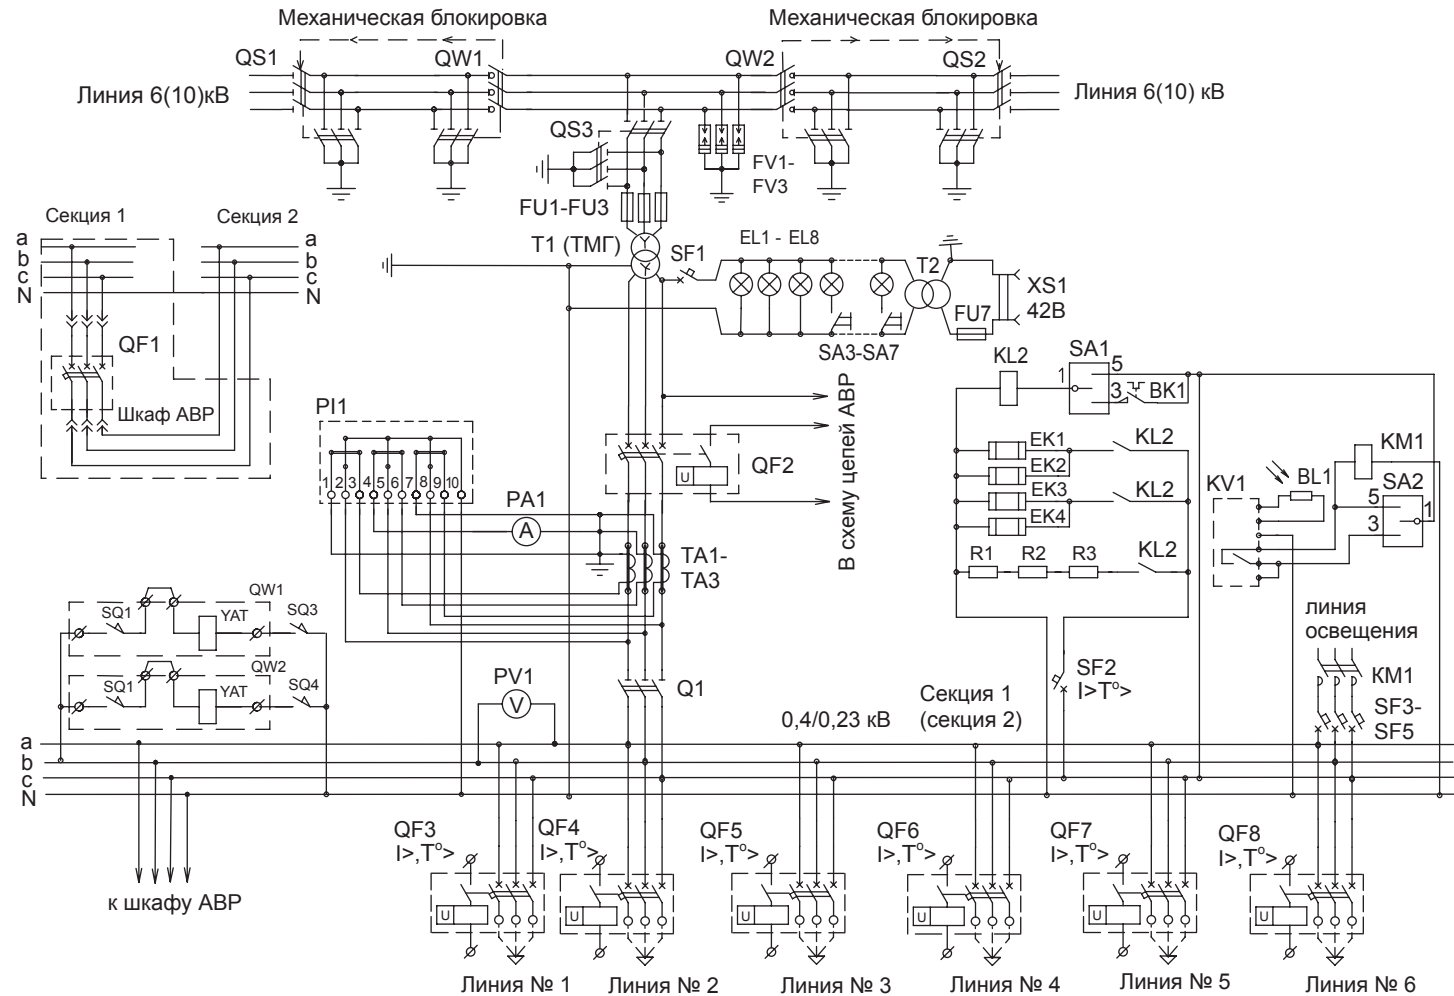 Механическая блокировка
Механическая блокировка
QS1
QW1
QW2
QS2
Линия 6(10)кВ
Линия 6(10) кВ
QS3
FV1-
FV3
FU1-FU3
T1 (ТМГ)
SF1
EL1 - EL8
T2
XS1
42В
FU7
SA3-SA7
Секция 1
Секция 2
a
b
c
N
a
b
c
N
QF1
Шкаф АВР
PI1
1 2 3 4 5 6 7 8 9 10
PA1
A
QF2
U
В схему цепей АВР
TA1-
TA3
KL2
SA1
1
5
3
BK1
EK1
KL2
EK2
EK3
KL2
EK4
R1
R2
R3
KL2
KM1
KV1
BL1
SA2
5
3
1
линия
освещения
KM1
SF3-
SF5
SF2
I>T°>
QW1
SQ1
YAT
SQ3
QW2
SQ1
YAT
SQ4
PV1
V
Q1
0,4/0,23 кВ
Секция 1
(секция 2)
a
b
c
N
к шкафу АВР
QF3
I>,T°>
U
Линия № 1
QF4
I>,T°>
U
Линия № 2
QF5
I>,T°>
U
Линия № 3
QF6
I>,T°>
U
Линия № 4
QF7
I>,T°>
U
Линия № 5
QF8
I>,T°>
U
Линия № 6